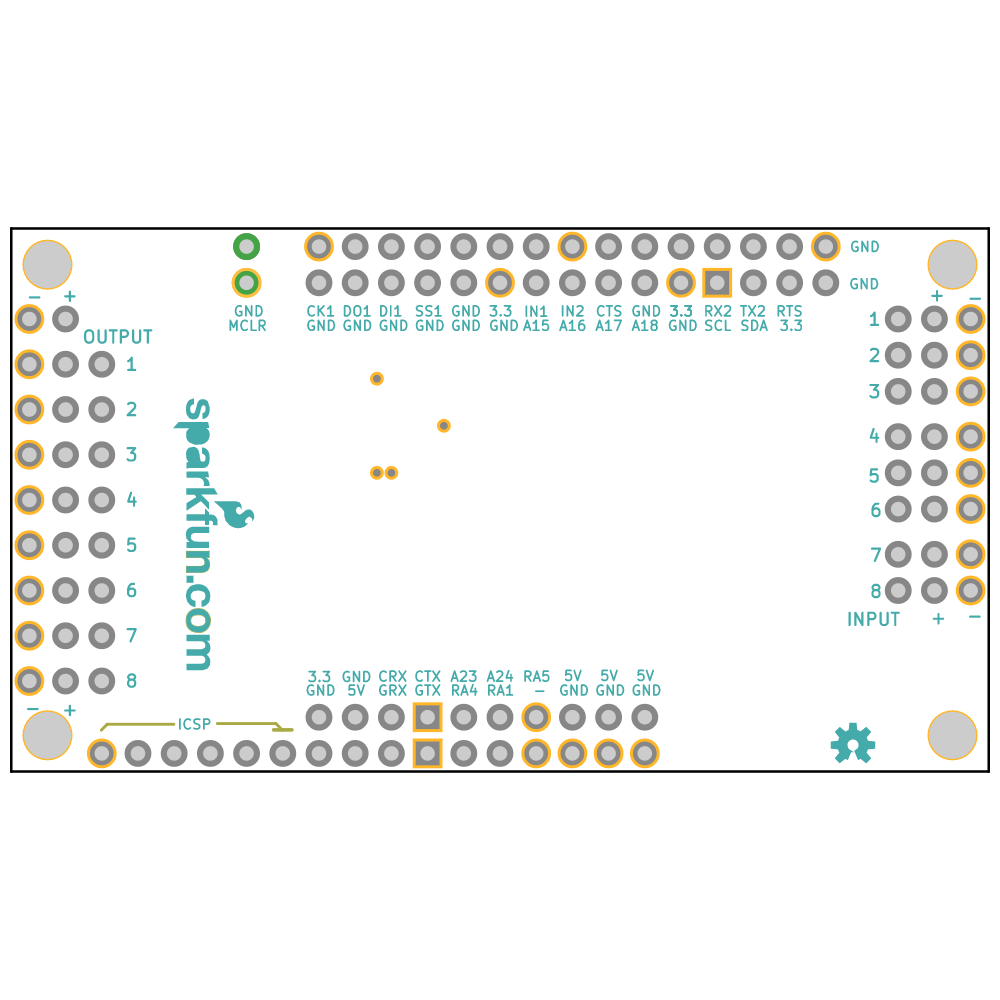 GND
GND
GND
MCLR
CK1 DO1 DI1 SS1 GND 3.3 IN1 IN2 CTS GND 3.3 RX2 TX2 RTS
GND GND GND GND GND GND A15 A16 A17 A18 GND SCL SDA 3.3
− +
OUTPUT
1
2
3
4
5
6
7
8
− +
sparkfun.com
+ −
1
2
3
4
5
6
7
8
INPUT + −
3.3 GND CRX CTX A23 A24 RA5 5V 5V 5V
GND 5V GRX GTX RA4 RA1 − GND GND GND
ICSP